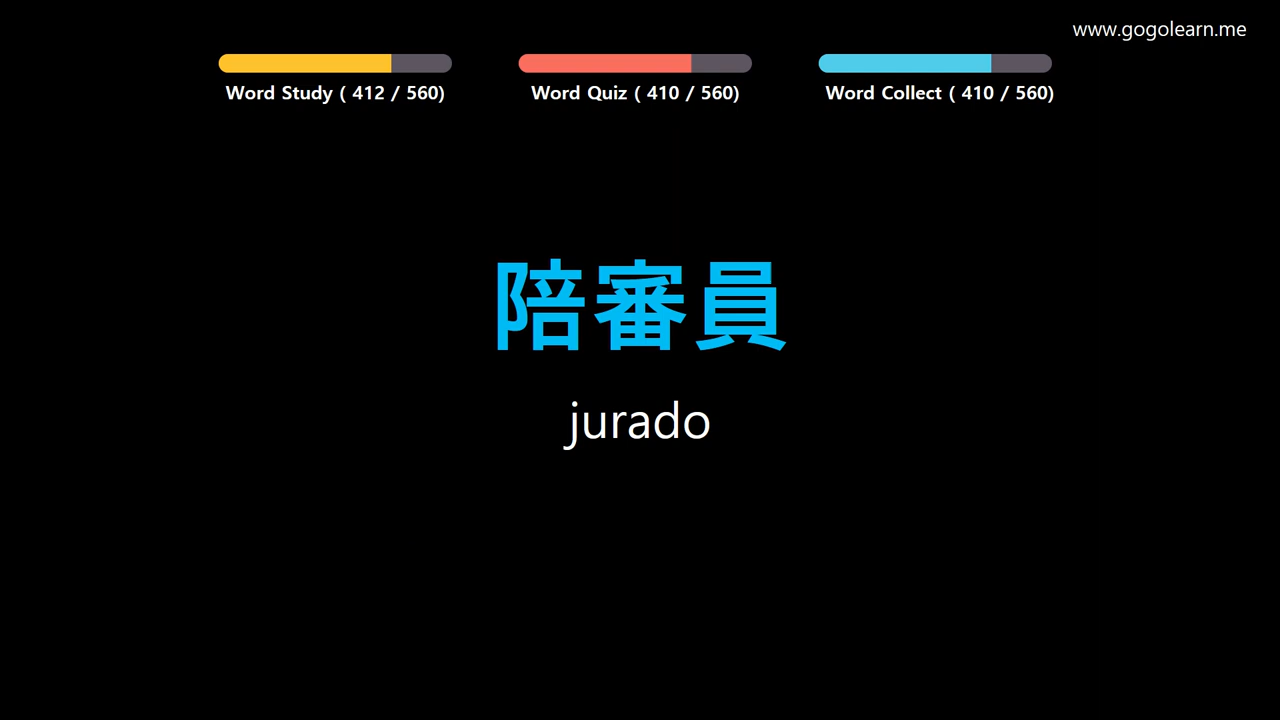 www.gogolearn.me
Word Study ( 412 / 560)
Word Quiz ( 410 / 560)
Word Collect ( 410 / 560)
陪審員
jurado